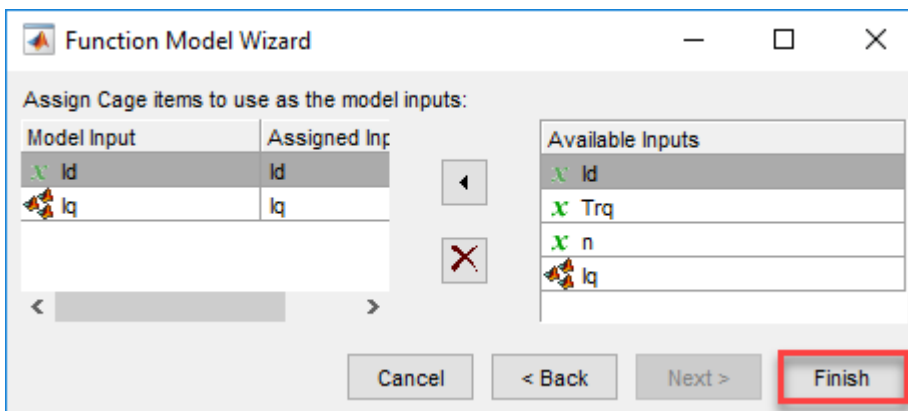 Function Model Wizard
Assign Cage items to use as the model inputs:
Model Input Assigned Inp
x Id Id
Iq Iq
Available Inputs
x Id
x Trq
x n
Iq
Cancel
< Back
Next >
Finish